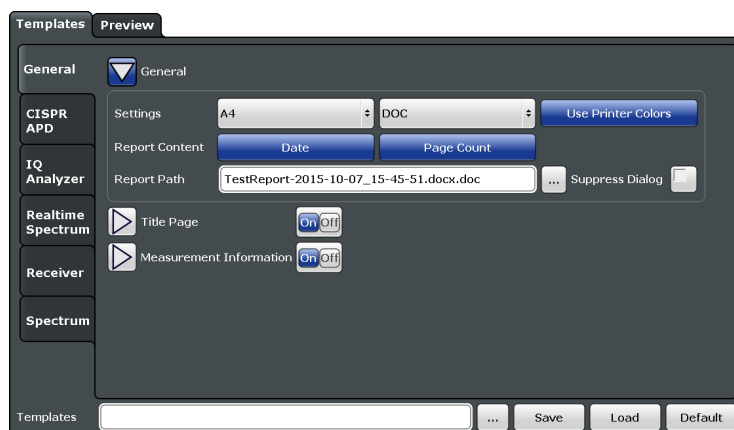 Templates Preview
General
General
CISPR APD
Settings A4 DOC Use Printer Colors
Report Content Date Page Count
IQ Analyzer
Report Path TestReport-2015-10-07_15-45-51.docx.doc ... Suppress Dialog
Realtime Spectrum
Title Page On Off
Measurement Information On Off
Receiver
Spectrum
Templates ... Save Load Default